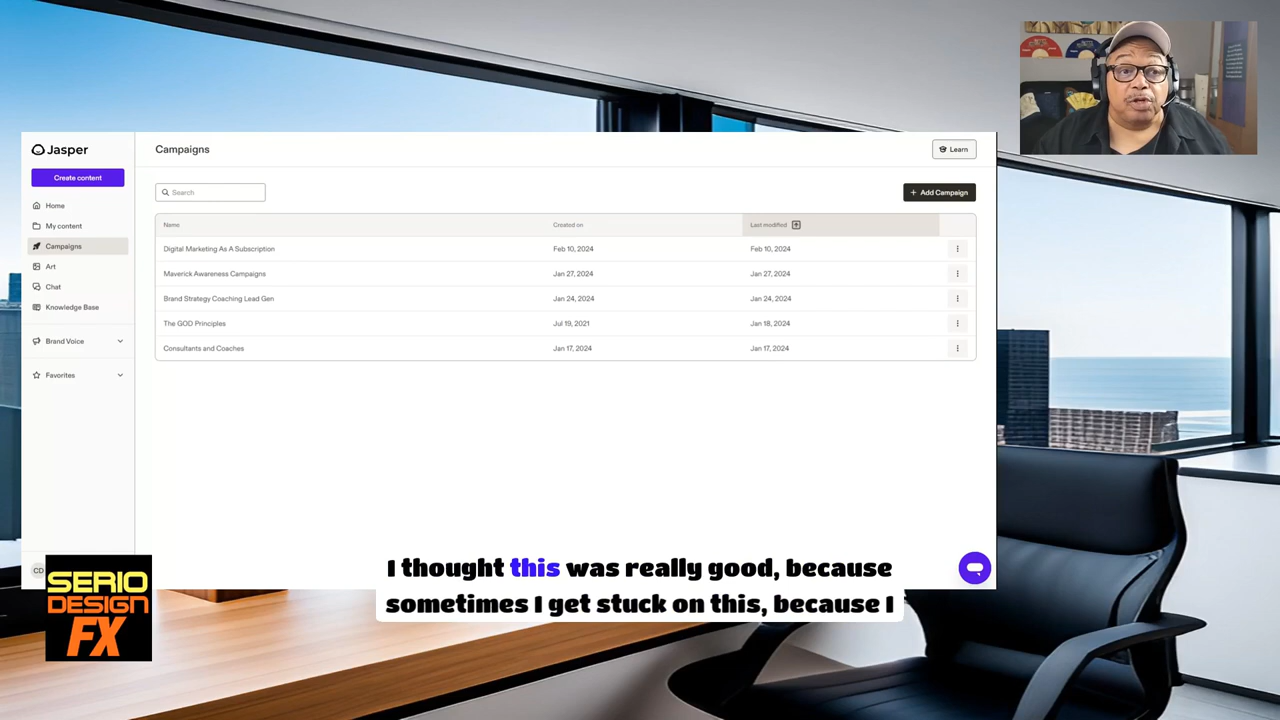 Jasper
Create content
Home
My content
Campaigns
Art
Chat
Knowledge Base
Brand Voice
Favorites
CD
Campaigns
Learn
Search
+ Add Campaign
Name Created on Last modified
Digital Marketing As A Subscription Feb 10, 2024 Feb 10, 2024
Maverick Awareness Campaigns Jan 27, 2024 Jan 27, 2024
Brand Strategy Coaching Lead Gen Jan 24, 2024 Jan 24, 2024
The GOD Principles Jul 19, 2021 Jan 18, 2024
Consultants and Coaches Jan 17, 2024 Jan 17, 2024
SERIO
DESIGN
FX
I thought this was really good, because
sometimes I get stuck on this, because I